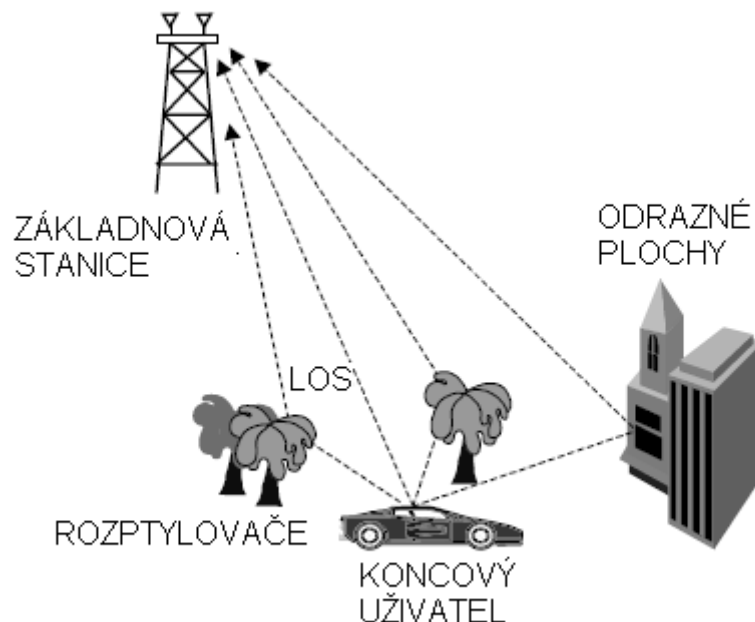 ZÁKLADNOVÁ
STANICE
ODRAZNÉ
PLOCHY
LOS
ROZPTYLOVAČE
KONCOVÝ
UŽIVATEL